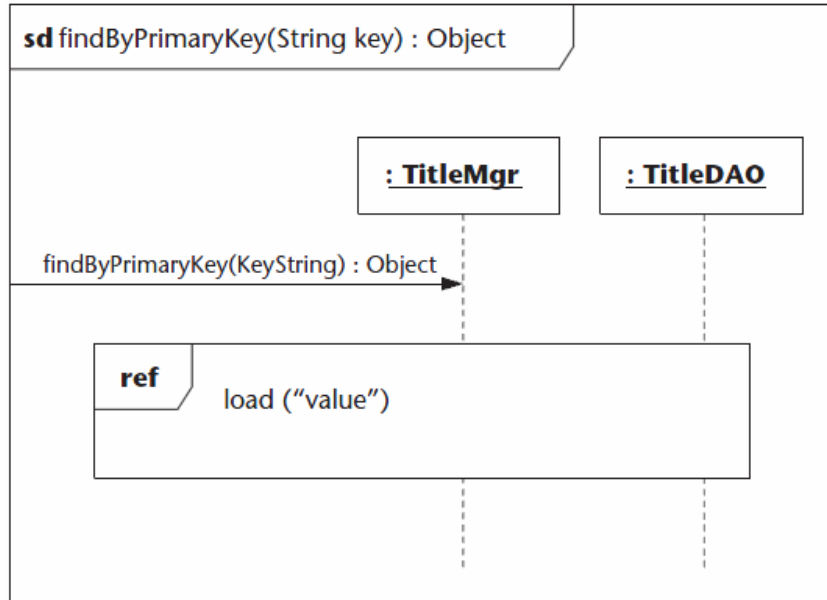 sd findByPrimaryKey(String key) : Object
: TitleMgr
: TitleDAO
findByPrimaryKey(KeyString) : Object
ref
load (“value”)